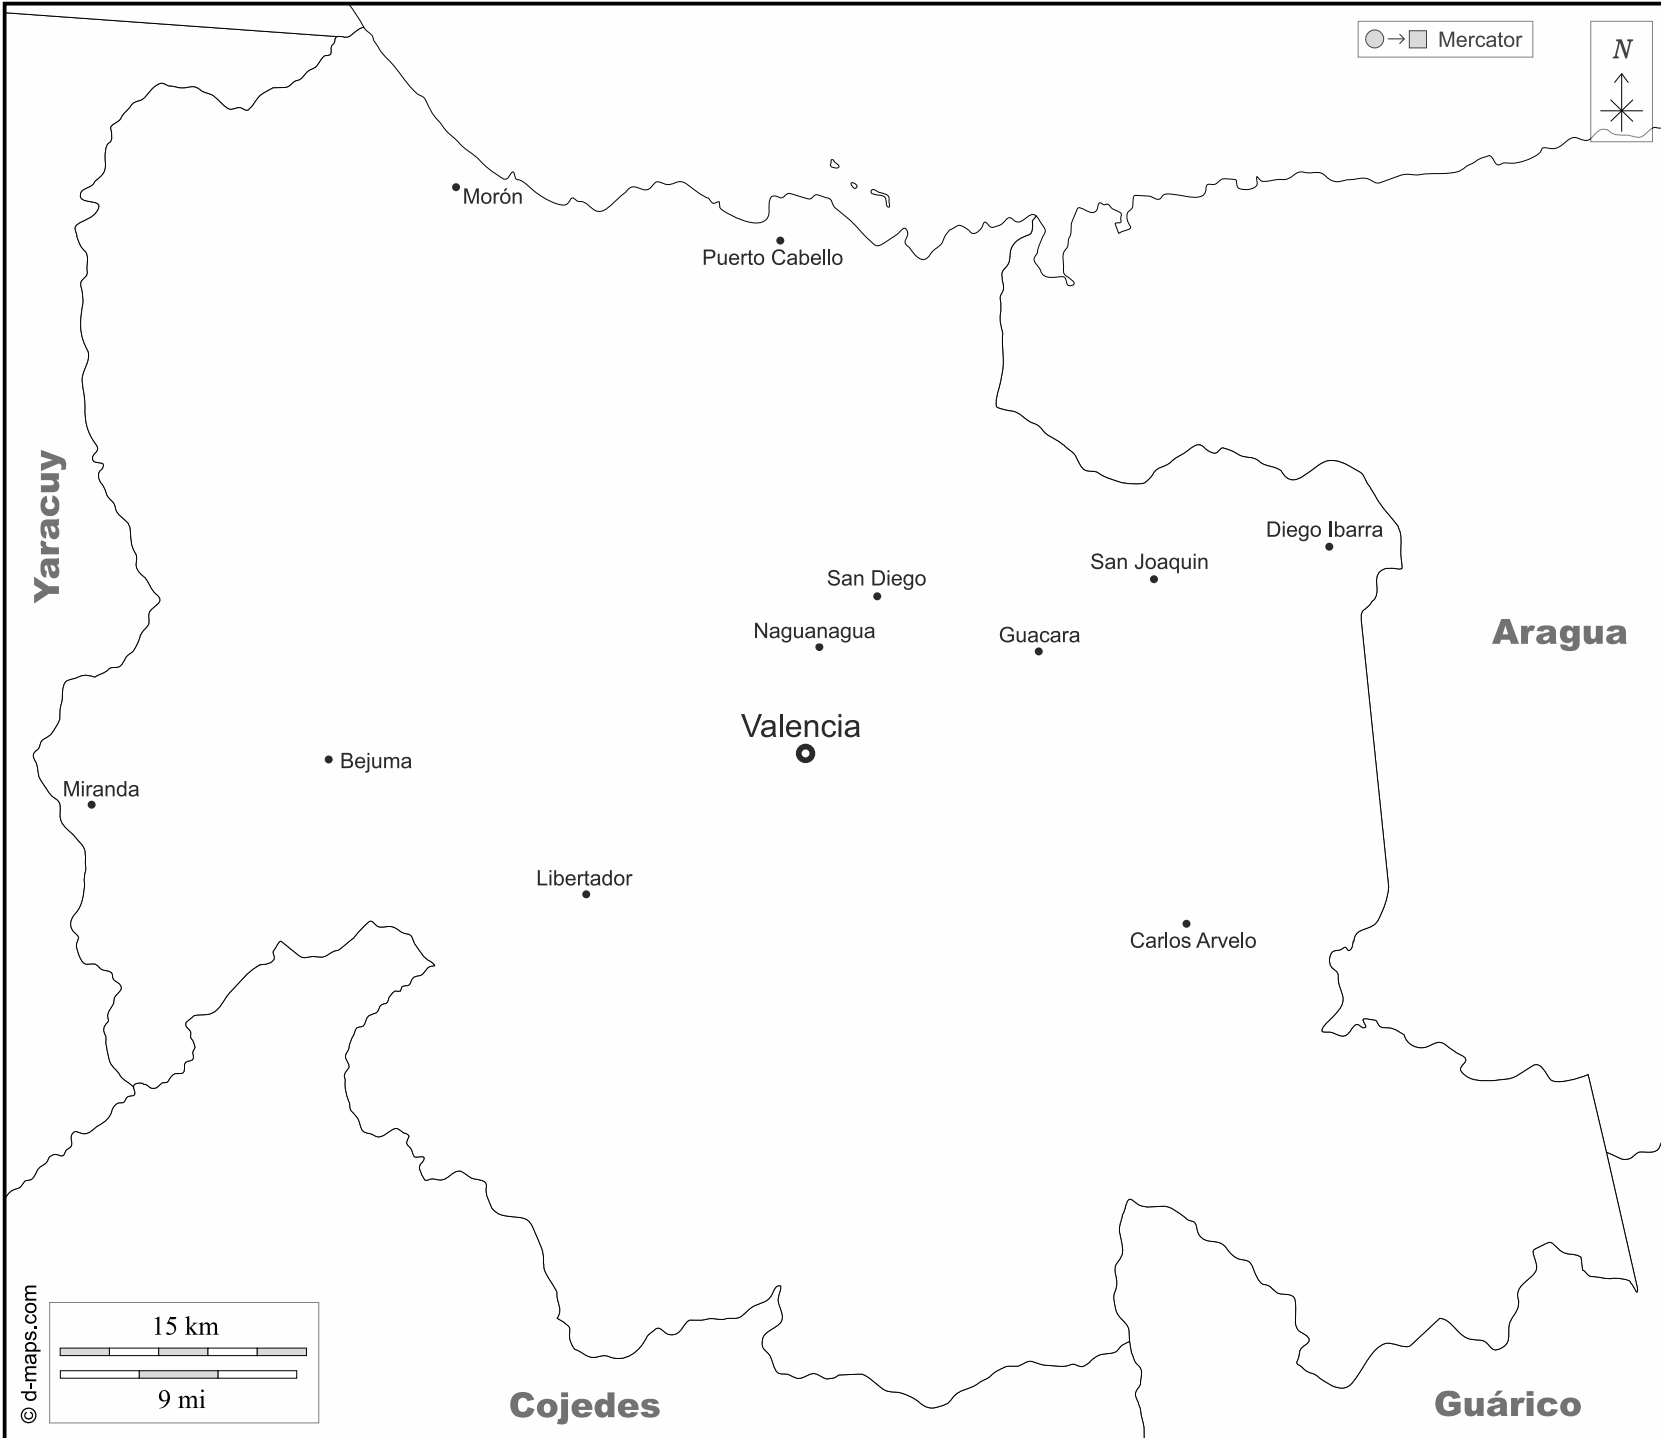 Mercator
N
Morón
Puerto Cabello
Yaracuy
Diego Ibarra
San Joaquin
San Diego
Naguanagua
Guacara
Aragua
Valencia
Bejuma
Miranda
Libertador
Carlos Arvelo
15 km
9 mi
© d-maps.com
Cojedes
Guárico